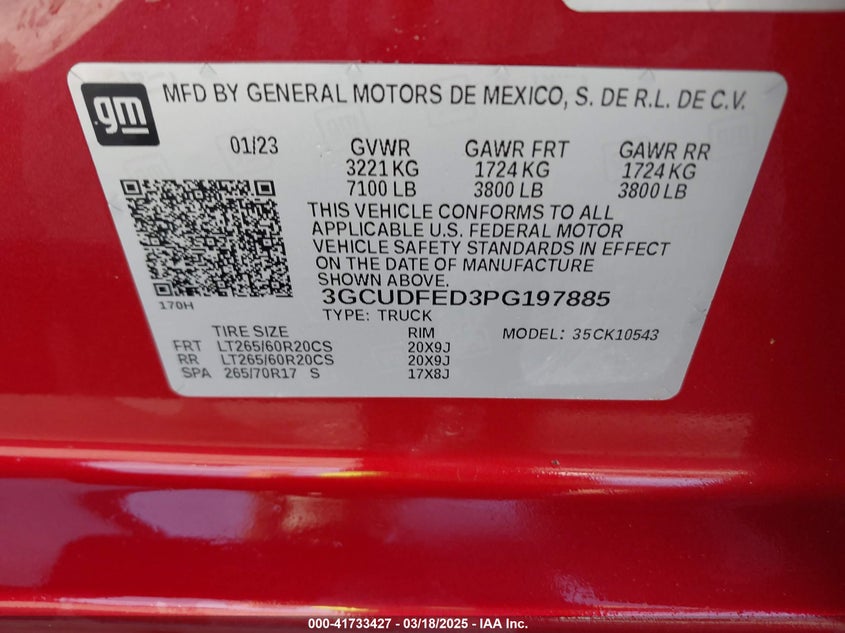 gm
MFD BY GENERAL MOTORS DE MEXICO, S. DE R.L. DE C.V.
01/23 GVWR GAWR FRT GAWR RR
3221 KG 1724 KG 1724 KG
7100 LB 3800 LB 3800 LB
THIS VEHICLE CONFORMS TO ALL
APPLICABLE U.S. FEDERAL MOTOR
VEHICLE SAFETY STANDARDS IN EFFECT
ON THE DATE OF MANUFACTURE
SHOWN ABOVE.
170H
3GCUDFED3PG197885
TYPE: TRUCK
TIRE SIZE RIM MODEL: 35CK10543
FRT LT265/60R20CS 20X9J
RR LT265/60R20CS 20X9J
SPA 265/70R17 S 17X8J
000-41733427 - 03/18/2025 - IAA Inc.